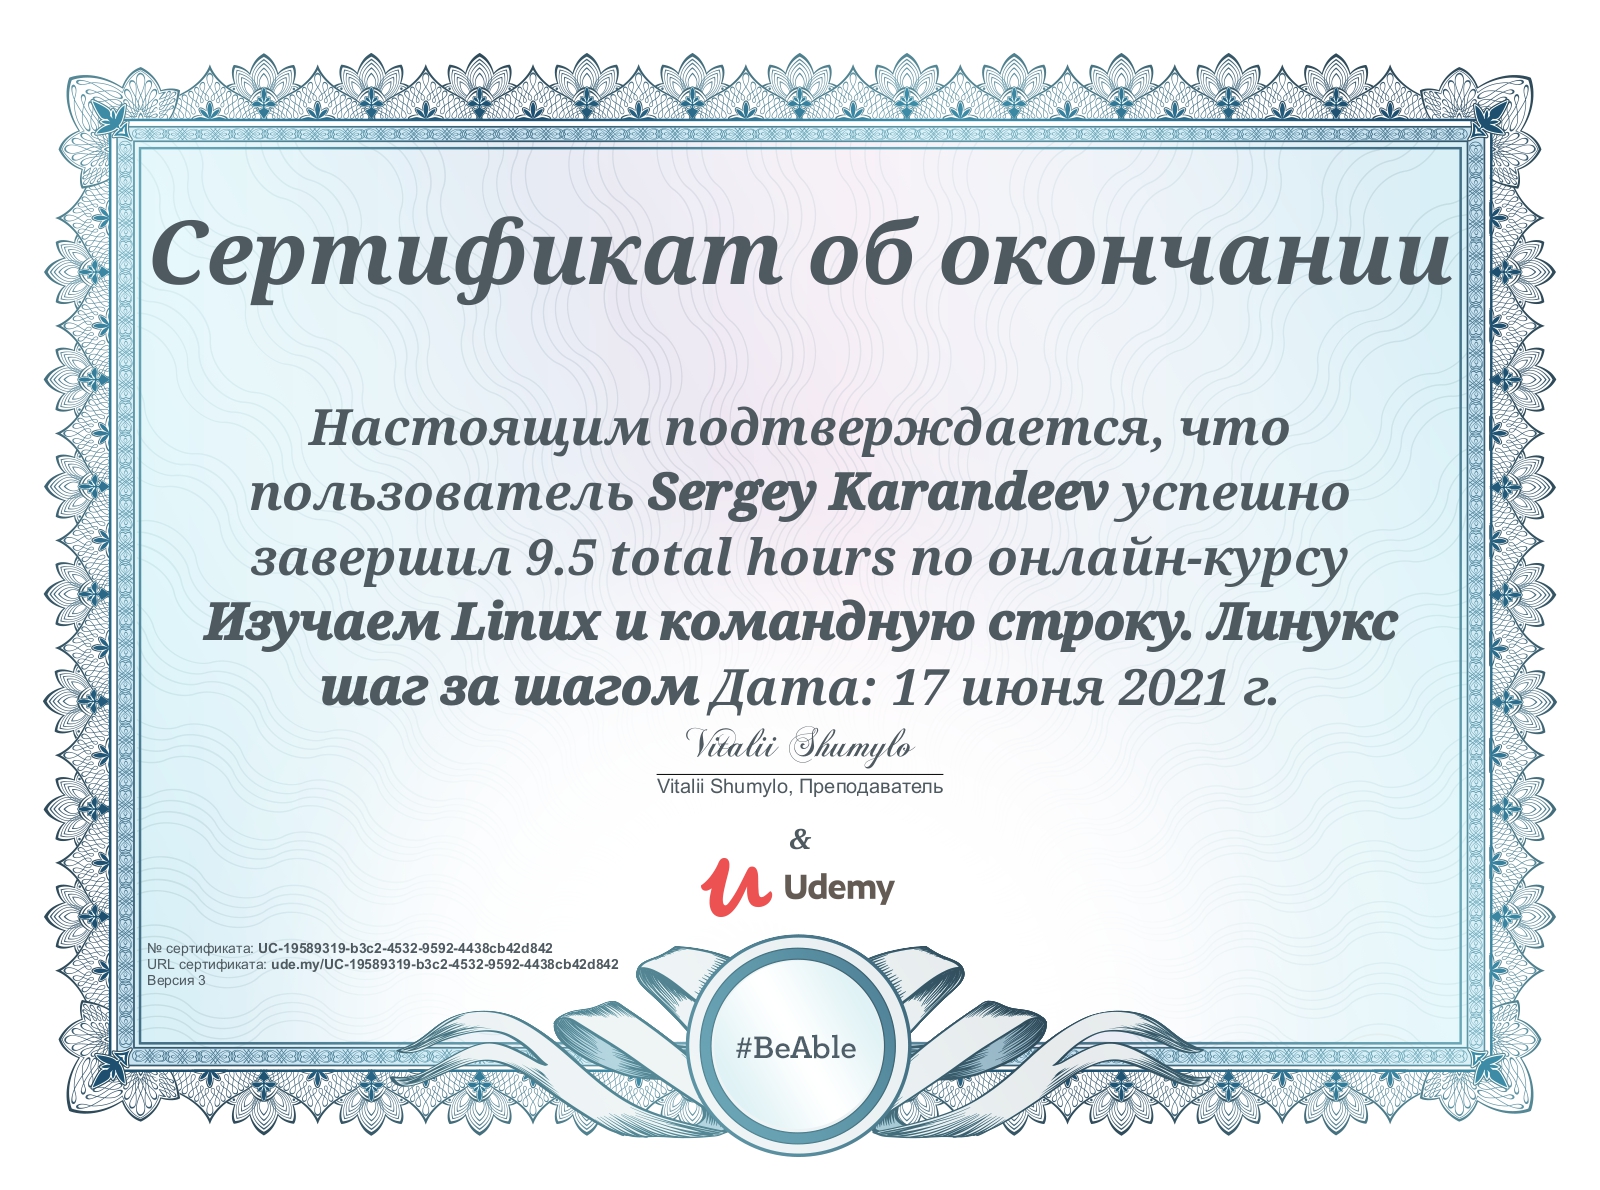 Сертификат об окончании
Настоящим подтверждается, что
пользователь Sergey Karandeev успешно
завершил 9.5 total hours по онлайн-курсу
Изучаем Linux и командную строку. Линукс
шаг за шагом Дата: 17 июня 2021 г.
Vitalii Shumylo
Vitalii Shumylo, Преподаватель
&
Udemy
№ сертификата: UC-19589319-b3c2-4532-9592-4438cb42d842
URL сертификата: ude.my/UC-19589319-b3c2-4532-9592-4438cb42d842
Версия 3
#BeAble